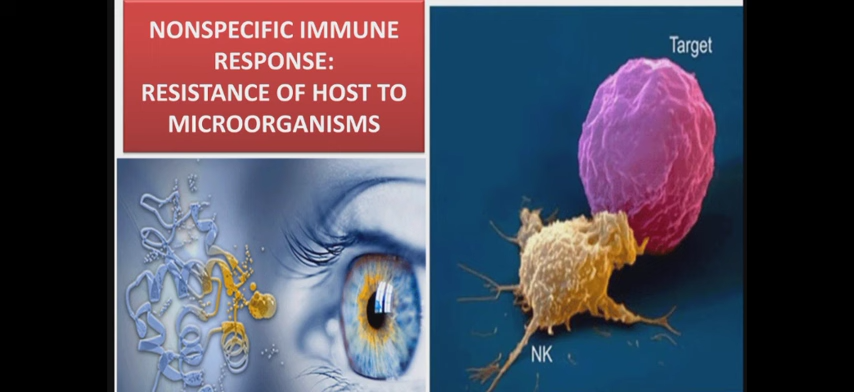 NONSPECIFIC IMMUNE
RESPONSE:
RESISTANCE OF HOST TO
MICROORGANISMS
Target
NK